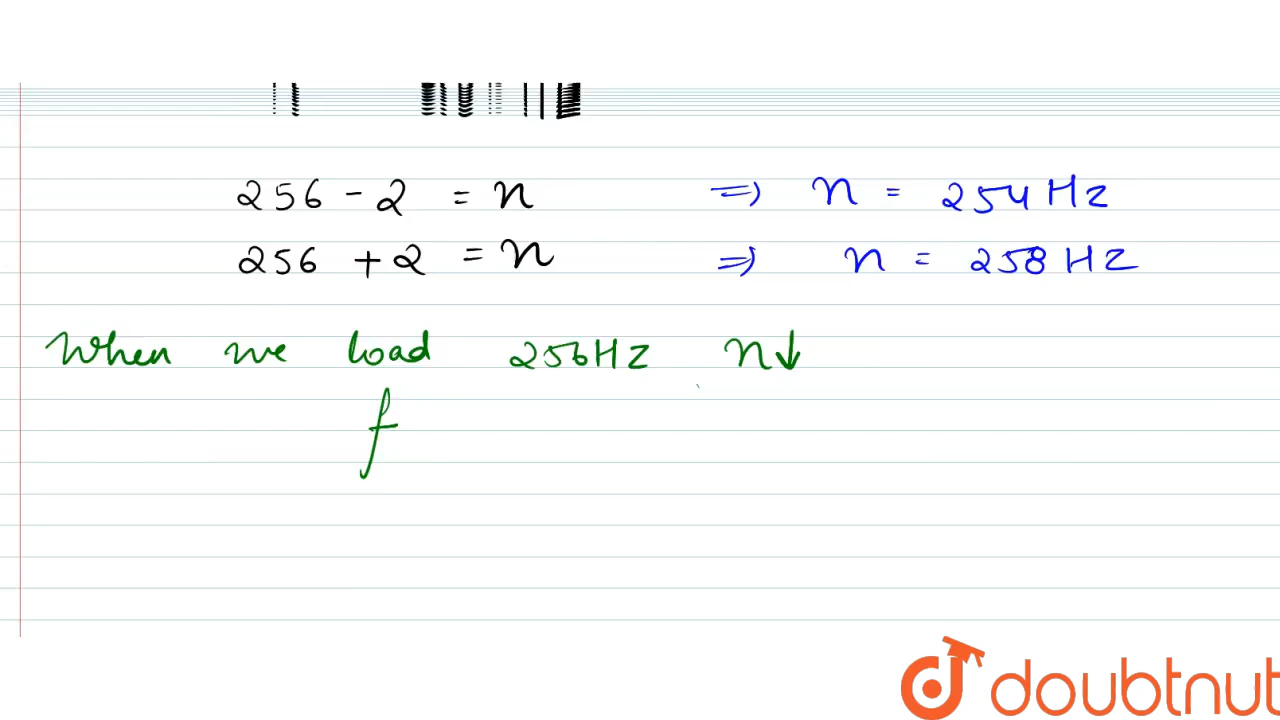 256 - 2 = n ⇒ n = 254 Hz
256 + 2 = n ⇒ n = 258 Hz
When we load 256Hz n↓
f
doubtnut